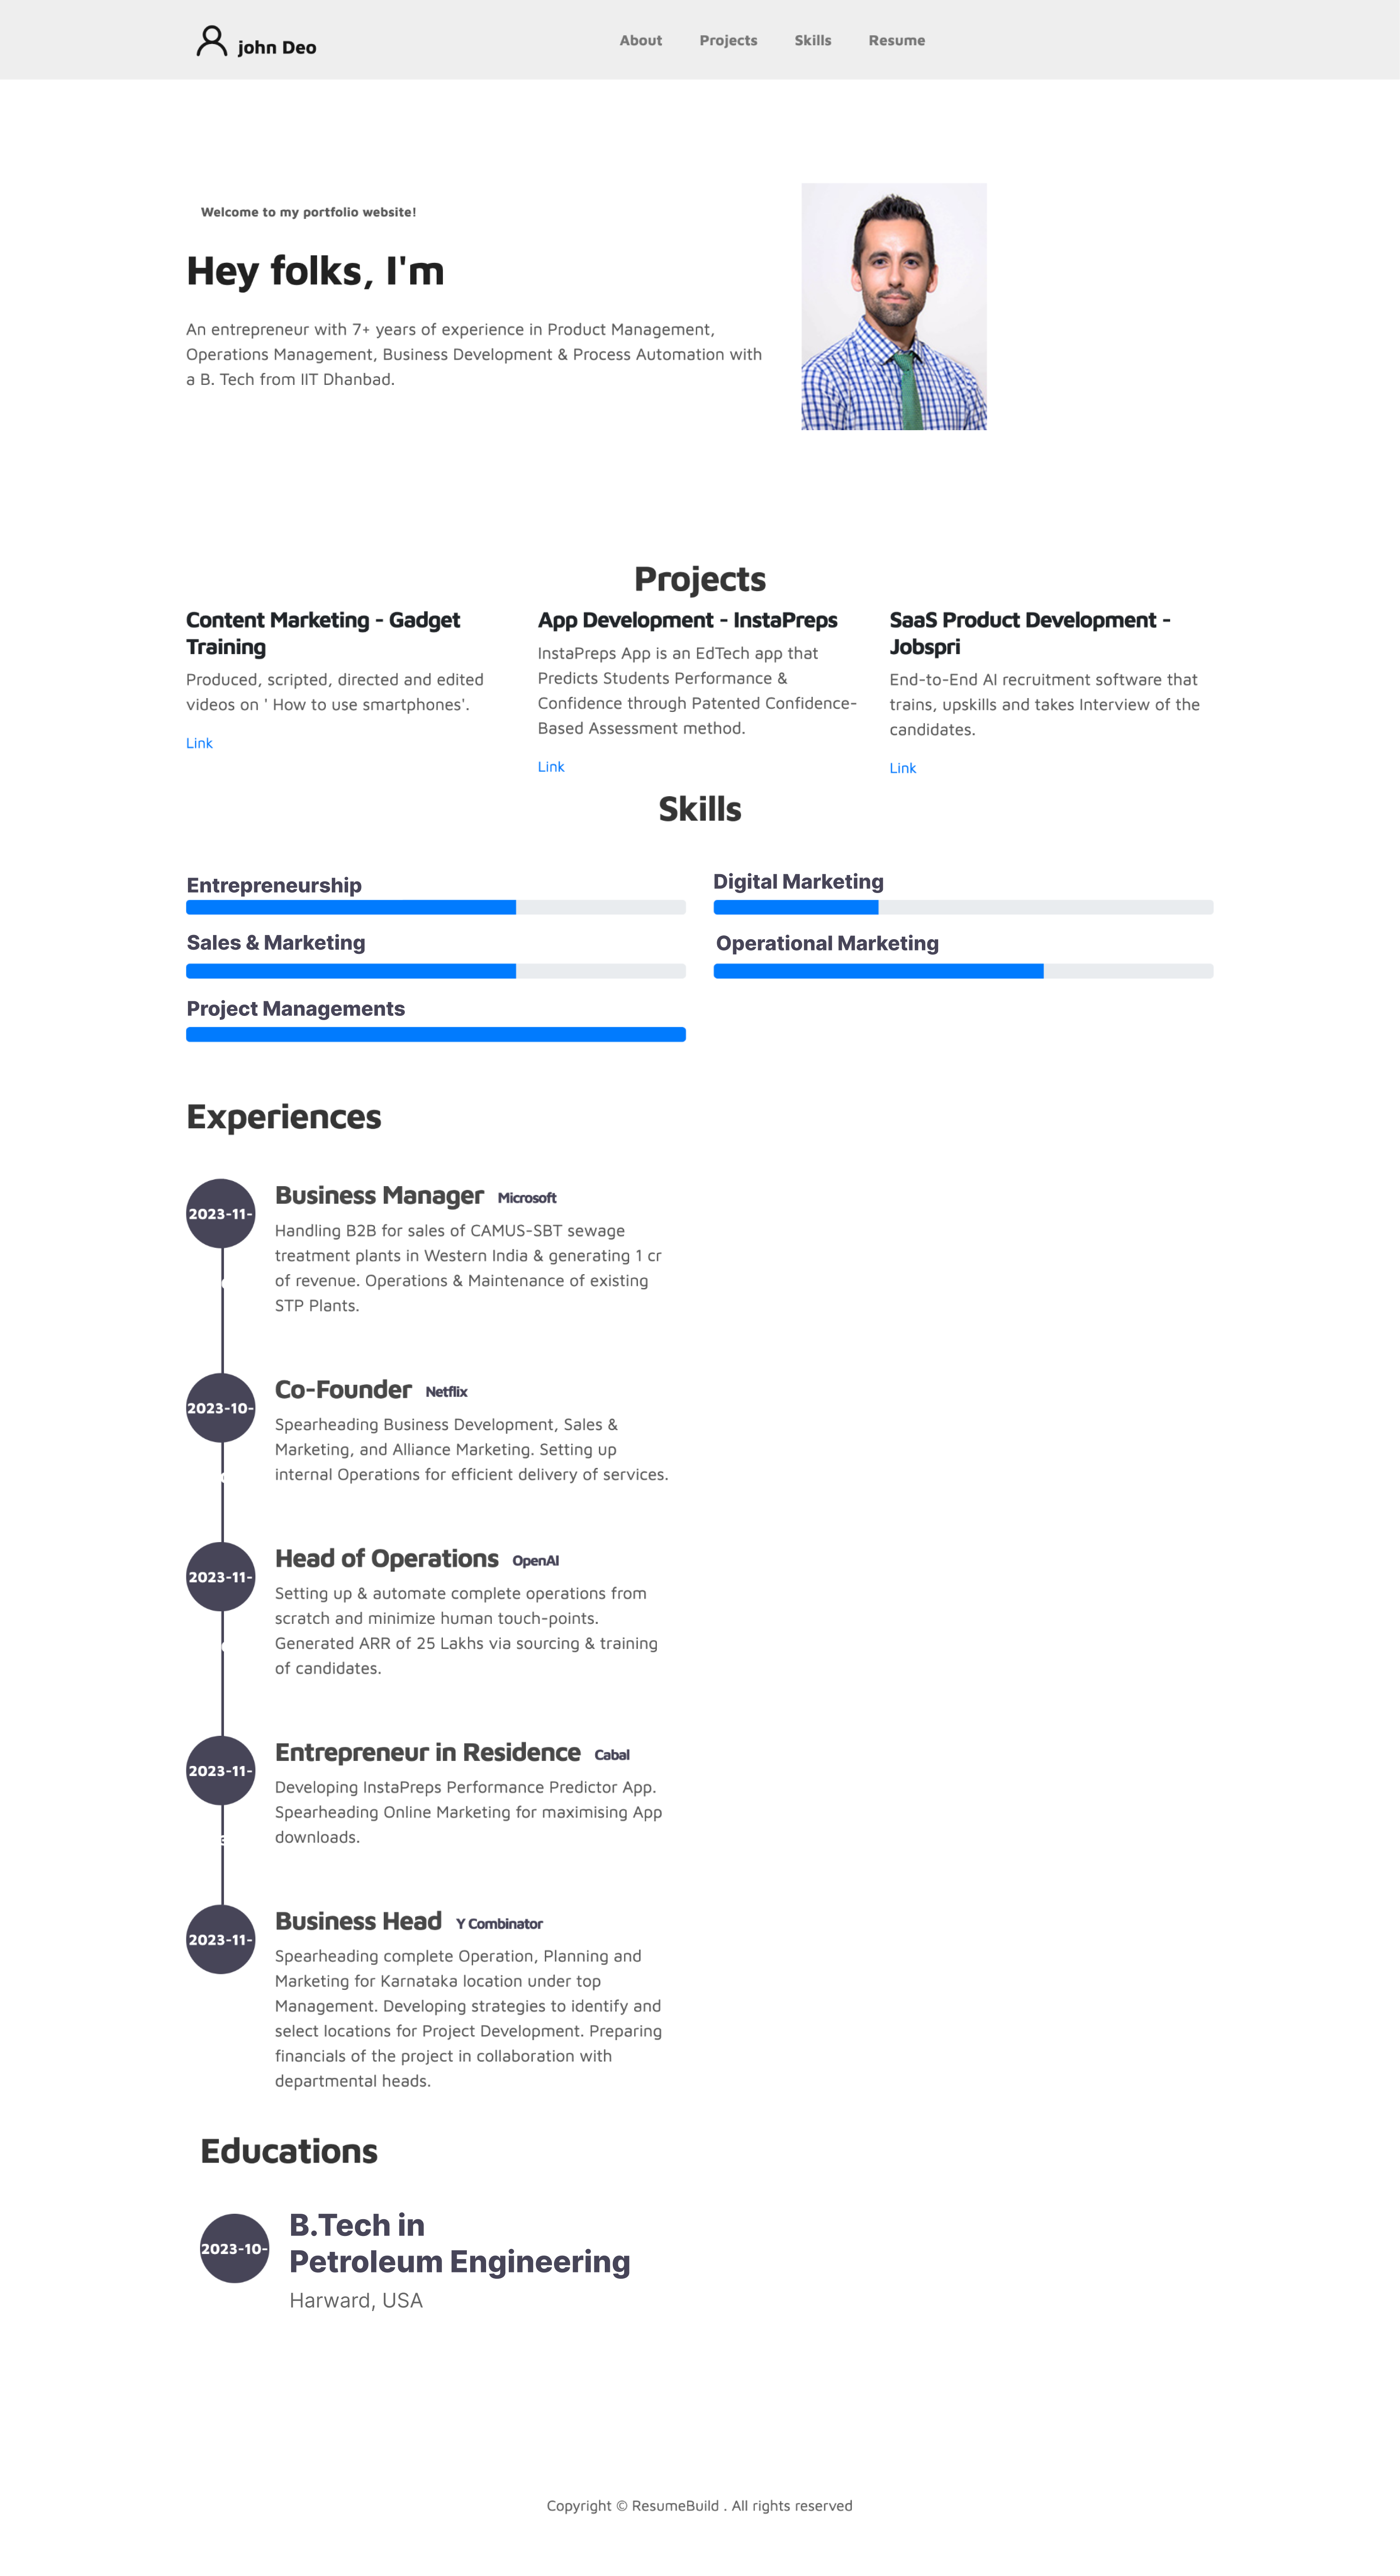 john Deo
About Projects Skills Resume
Welcome to my portfolio website!
Hey folks, I'm
An entrepreneur with 7+ years of experience in Product Management,
Operations Management, Business Development & Process Automation with
a B. Tech from IIT Dhanbad.
Projects
Content Marketing - Gadget
Training
Produced, scripted, directed and edited
videos on ' How to use smartphones'.
Link
App Development - InstaPreps
InstaPreps App is an EdTech app that
Predicts Students Performance &
Confidence through Patented Confidence-
Based Assessment method.
Link
SaaS Product Development -
Jobspri
End-to-End AI recruitment software that
trains, upskills and takes Interview of the
candidates.
Link
Skills
Entrepreneurship
Digital Marketing
Sales & Marketing
Operational Marketing
Project Managements
Experiences
2023-11-
Business Manager Microsoft
Handling B2B for sales of CAMUS-SBT sewage
treatment plants in Western India & generating 1 cr
of revenue. Operations & Maintenance of existing
STP Plants.
2023-10-
Co-Founder Netflix
Spearheading Business Development, Sales &
Marketing, and Alliance Marketing. Setting up
internal Operations for efficient delivery of services.
2023-11-
Head of Operations OpenAI
Setting up & automate complete operations from
scratch and minimize human touch-points.
Generated ARR of 25 Lakhs via sourcing & training
of candidates.
2023-11-
Entrepreneur in Residence Cabal
Developing InstaPreps Performance Predictor App.
Spearheading Online Marketing for maximising App
downloads.
2023-11-
Business Head Y Combinator
Spearheading complete Operation, Planning and
Marketing for Karnataka location under top
Management. Developing strategies to identify and
select locations for Project Development. Preparing
financials of the project in collaboration with
departmental heads.
Educations
2023-10-
B.Tech in
Petroleum Engineering
Harward, USA
Copyright © ResumeBuild . All rights reserved